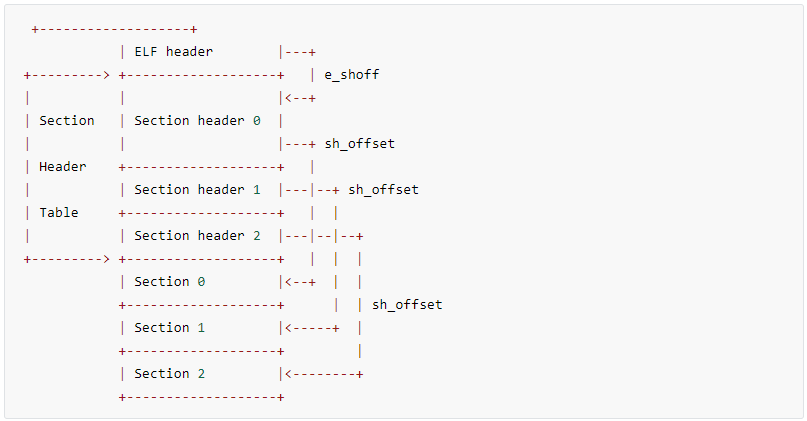 +-------------------+
| ELF header |---+
+---------> +-------------------+ | e_shoff
| | |<--+
| Section | Section header 0 |
| | |---+ sh_offset
| Header +-------------------+ |
| | Section header 1 |---|--+ sh_offset
| Table +-------------------+ | |
| | Section header 2 |---|--|--+
+---------> +-------------------+ | | |
| Section 0 |<--+ | |
+-------------------+ | | sh_offset
| Section 1 |<-----+ |
+-------------------+ |
| Section 2 |<--------+
+-------------------+